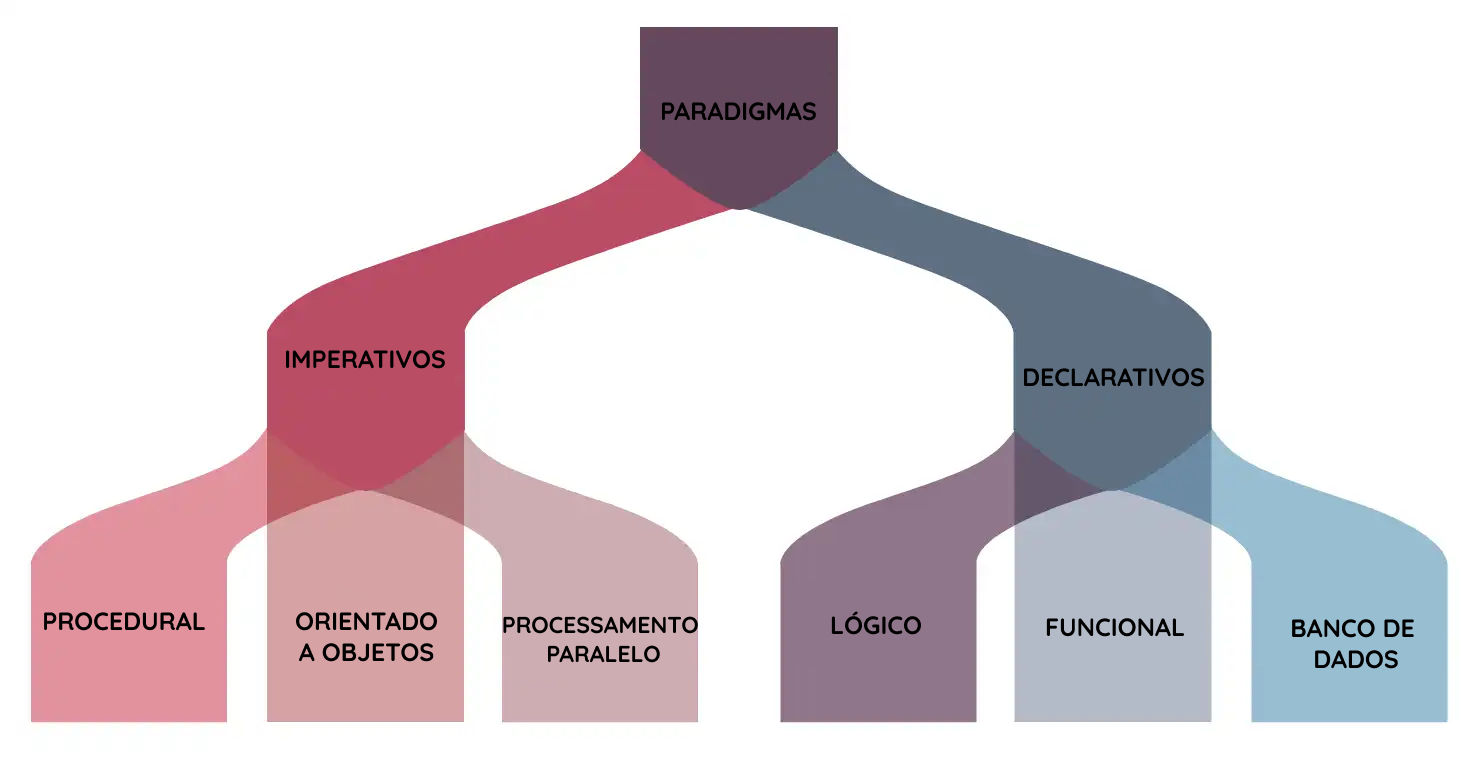 PARADIGMAS
IMPERATIVOS
DECLARATIVOS
PROCEDURAL
ORIENTADO
A OBJETOS
PROCESSAMENTO
PARALELO
LÓGICO
FUNCIONAL
BANCO DE
DADOS